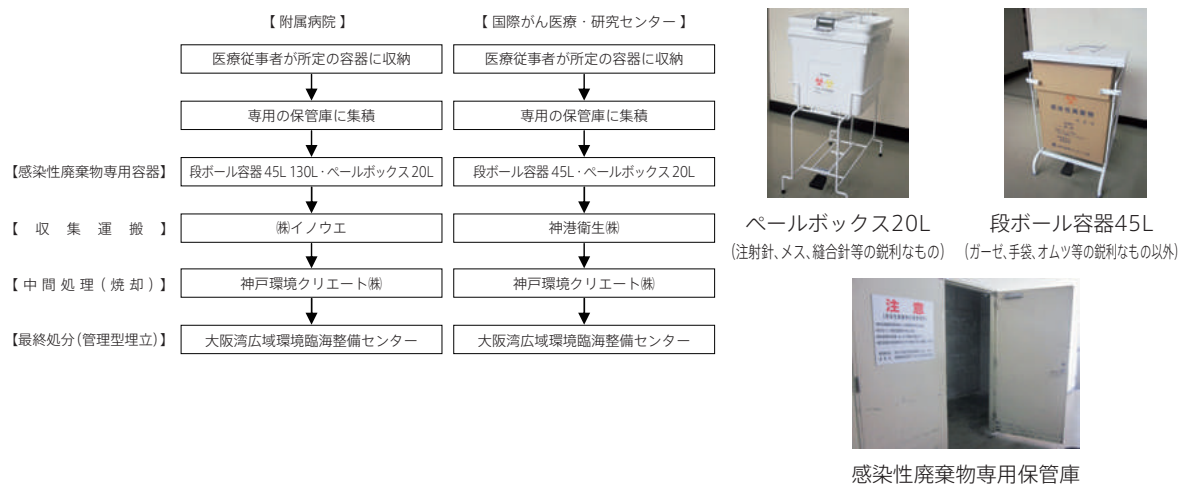 【 附属病院 】
【 国際がん医療・研究センター 】
医療従事者が所定の容器に収納
医療従事者が所定の容器に収納
専用の保管庫に集積
専用の保管庫に集積
【感染性廃棄物専用容器】
段ボール容器 45L 130L・ペールボックス 20L
段ボール容器 45L・ペールボックス 20L
【 収 集 運 搬 】
㈱イノウエ
神港衛生㈱
【中間処理(焼却)】
神戸環境クリエート㈱
神戸環境クリエート㈱
【最終処分(管理型埋立)】
大阪湾広域環境臨海整備センター
大阪湾広域環境臨海整備センター
ペールボックス20L
(注射針、メス、縫合針等の鋭利なもの)
感染性廃棄物
段ボール容器45L
(ガーゼ、手袋、オムツ等の鋭利なもの以外)
注 意
感染性廃棄物専用保管庫